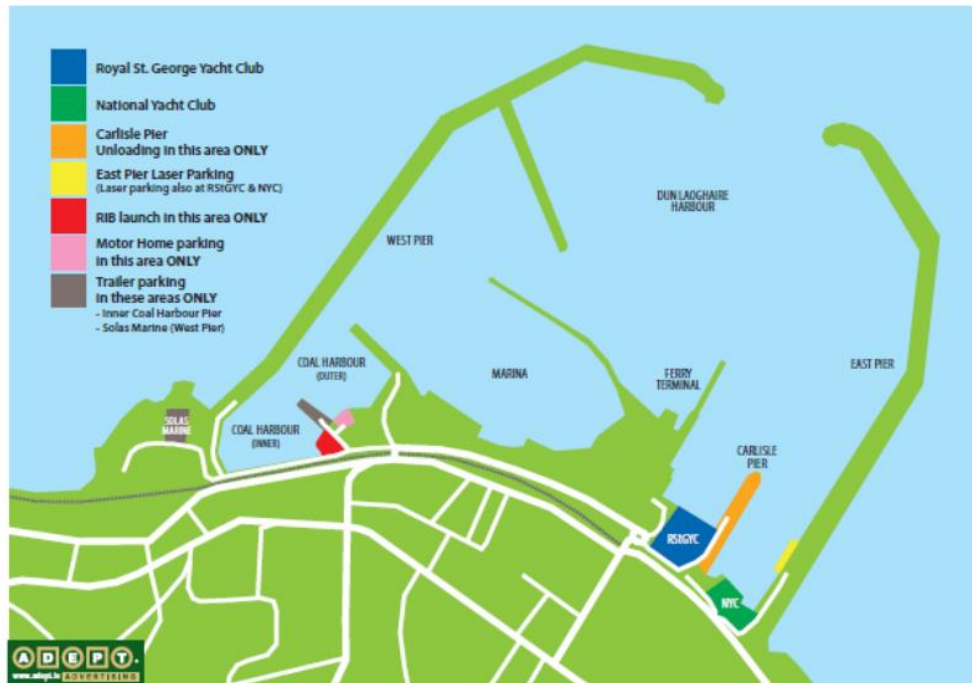 Royal St. George Yacht Club
National Yacht Club
Carlisle Pier
Unloading in this area ONLY
East Pier Laser Parking
(Laser parking also at RStGYC & NYC)
RIB launch in this area ONLY
Motor Home parking
in this area ONLY
Trailer parking
in these areas ONLY
- Inner Coal Harbour Pier
- Solas Marine (West Pier)
DUN LAOGHAIRE
HARBOUR
WEST PIER
EAST PIER
COAL HARBOUR
(OUTER)
MARINA
FERRY
TERMINAL
SOLAS
MARINE
COAL HARBOUR
(INNER)
CARLISLE
PIER
RStGYC
NYC
ADEPT.
www.adept.ie ADVERTISING